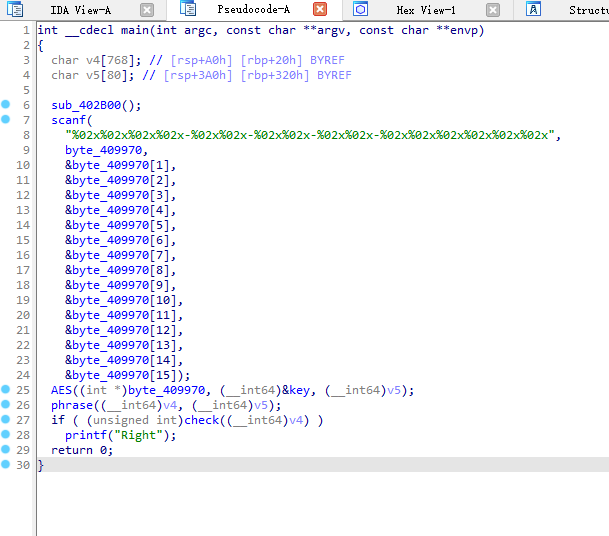 IDA View-A Pseudocode-A Hex View-1 Struct
1 int __cdecl main(int argc, const char **argv, const char **envp)
2 {
3 char v4[768]; // [rsp+A0h] [rbp+20h] BYREF
4 char v5[80]; // [rsp+3A0h] [rbp+320h] BYREF
5
6 sub_402B00();
7 scanf(
8 "%02x%02x%02x%02x-%02x%02x-%02x%02x-%02x%02x-%02x%02x%02x%02x%02x%02x",
9 byte_409970,
10 &byte_409970[1],
11 &byte_409970[2],
12 &byte_409970[3],
13 &byte_409970[4],
14 &byte_409970[5],
15 &byte_409970[6],
16 &byte_409970[7],
17 &byte_409970[8],
18 &byte_409970[9],
19 &byte_409970[10],
20 &byte_409970[11],
21 &byte_409970[12],
22 &byte_409970[13],
23 &byte_409970[14],
24 &byte_409970[15]);
25 AES((int *)byte_409970, (__int64)&key, (__int64)v5);
26 phrase((__int64)v4, (__int64)v5);
27 if ( (unsigned int)check((__int64)v4) )
28 printf("Right");
29 return 0;
30 }